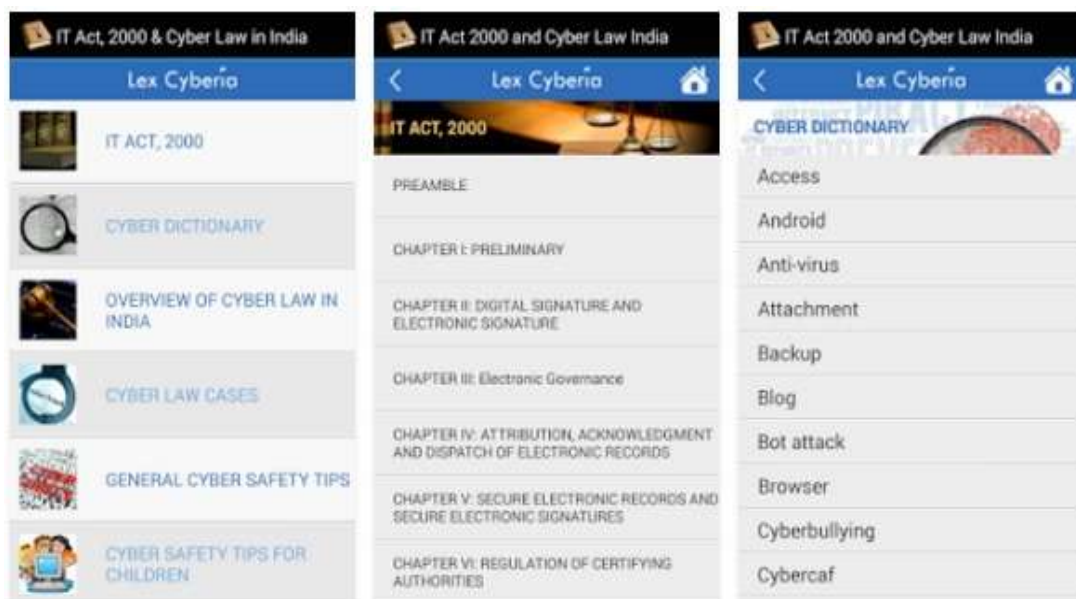 IT Act, 2000 & Cyber Law in India
Lex Cyberia
IT ACT, 2000
CYBER DICTIONARY
OVERVIEW OF CYBER LAW IN
INDIA
CYBER LAW CASES
GENERAL CYBER SAFETY TIPS
CYBER SAFETY TIPS FOR
CHILDREN
IT Act 2000 and Cyber Law India
Lex Cyberia
IT ACT, 2000
PREAMBLE
CHAPTER I: PRELIMINARY
CHAPTER II: DIGITAL SIGNATURE AND
ELECTRONIC SIGNATURE
CHAPTER III: Electronic Governance
CHAPTER IV: ATTRIBUTION, ACKNOWLEDGMENT
AND DISPATCH OF ELECTRONIC RECORDS
CHAPTER V: SECURE ELECTRONIC RECORDS AND
SECURE ELECTRONIC SIGNATURES
CHAPTER VI: REGULATION OF CERTIFYING
AUTHORITIES
IT Act 2000 and Cyber Law India
Lex Cyberia
CYBER DICTIONARY
Access
Android
Anti-virus
Attachment
Backup
Blog
Bot attack
Browser
Cyberbullying
Cybercaf